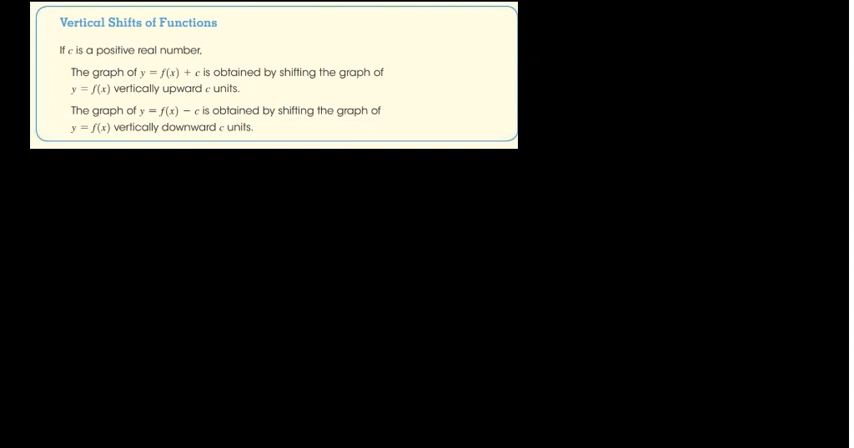 Vertical Shifts of Functions
If c is a positive real number,
The graph of y = f(x) + c is obtained by shifting the graph of
y = f(x) vertically upward c units.
The graph of y = f(x) − c is obtained by shifting the graph of
y = f(x) vertically downward c units.